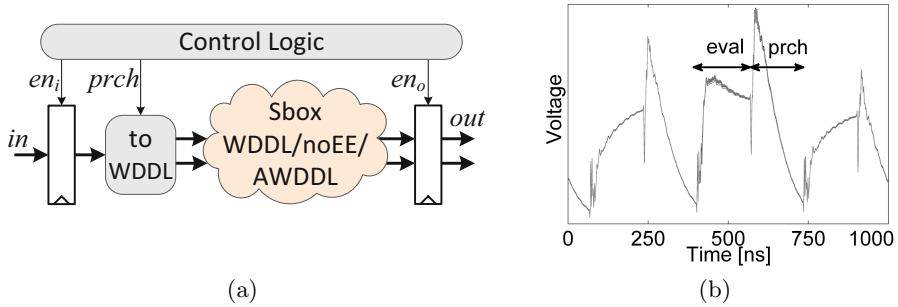 Control Logic
en_i
prch
en_o
in
to
WDDL
Sbox
WDDL/noEE/
AWDDL
out
(a)
Voltage
eval
prch
0
250
500
750
1000
Time [ns]
(b)